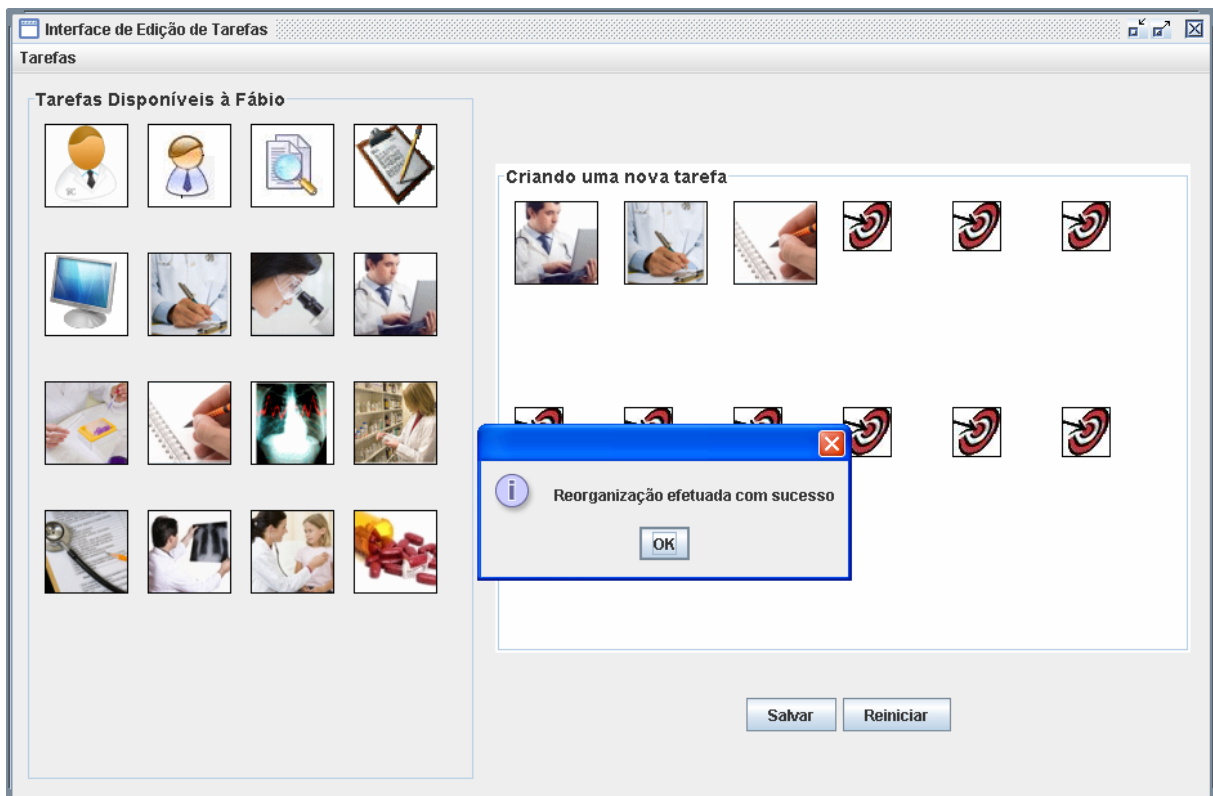 Interface de Edição de Tarefas
Tarefas
Tarefas Disponíveis à Fábio
Criando uma nova tarefa
Reorganização efetuada com sucesso
OK
Salvar
Reiniciar